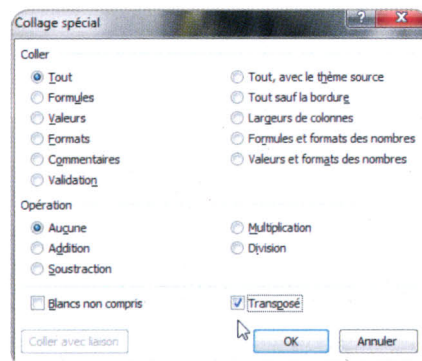 Collage spécial
Coller
Tout
Tout, avec le thème source
Formules
Tout sauf la bordure
Valeurs
Largeurs de colonnes
Formats
Formules et formats des nombres
Commentaires
Valeurs et formats des nombres
Validation
Opération
Aucune
Multiplication
Addition
Division
Soustraction
Blancs non compris
Transposé
Coller avec liaison
OK
Annuler